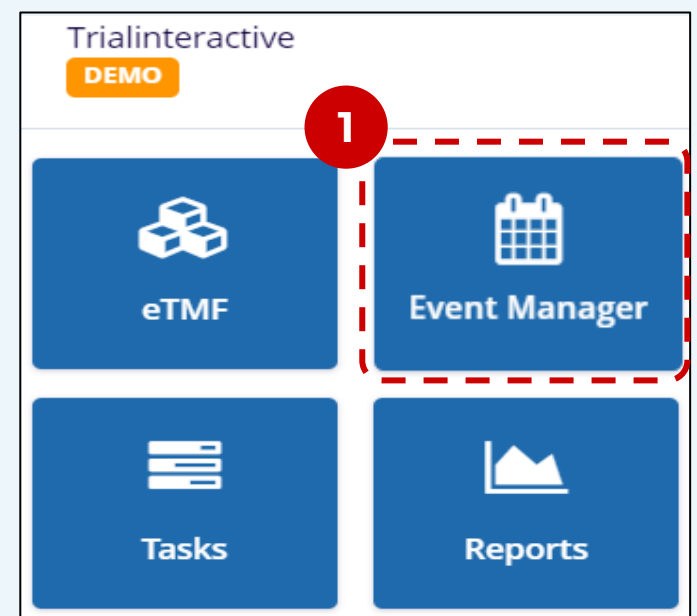 Trialinteractive
DEMO
1
eTMF
Event Manager
Tasks
Reports